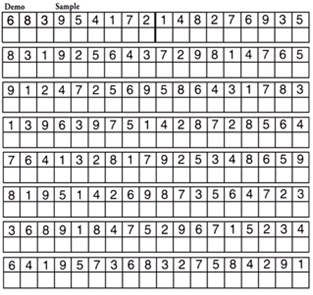 Demo Sample
6 8 3 9 5 4 1 7 2 1 4 8 2 7 6 9 3 5
8 3 1 9 2 5 6 4 3 7 2 9 8 1 4 7 6 5
9 1 2 4 7 2 5 6 9 5 8 6 4 3 1 7 8 3
1 3 9 6 3 9 7 5 1 4 2 8 7 2 8 5 6 4
7 6 4 1 3 2 8 1 7 9 2 5 3 4 8 6 5 9
8 1 9 5 1 4 2 6 9 8 7 3 5 6 4 7 2 3
3 6 8 9 1 8 4 7 5 2 9 6 7 1 5 2 3 4
6 4 1 9 5 7 3 6 8 3 2 7 5 8 4 2 9 1